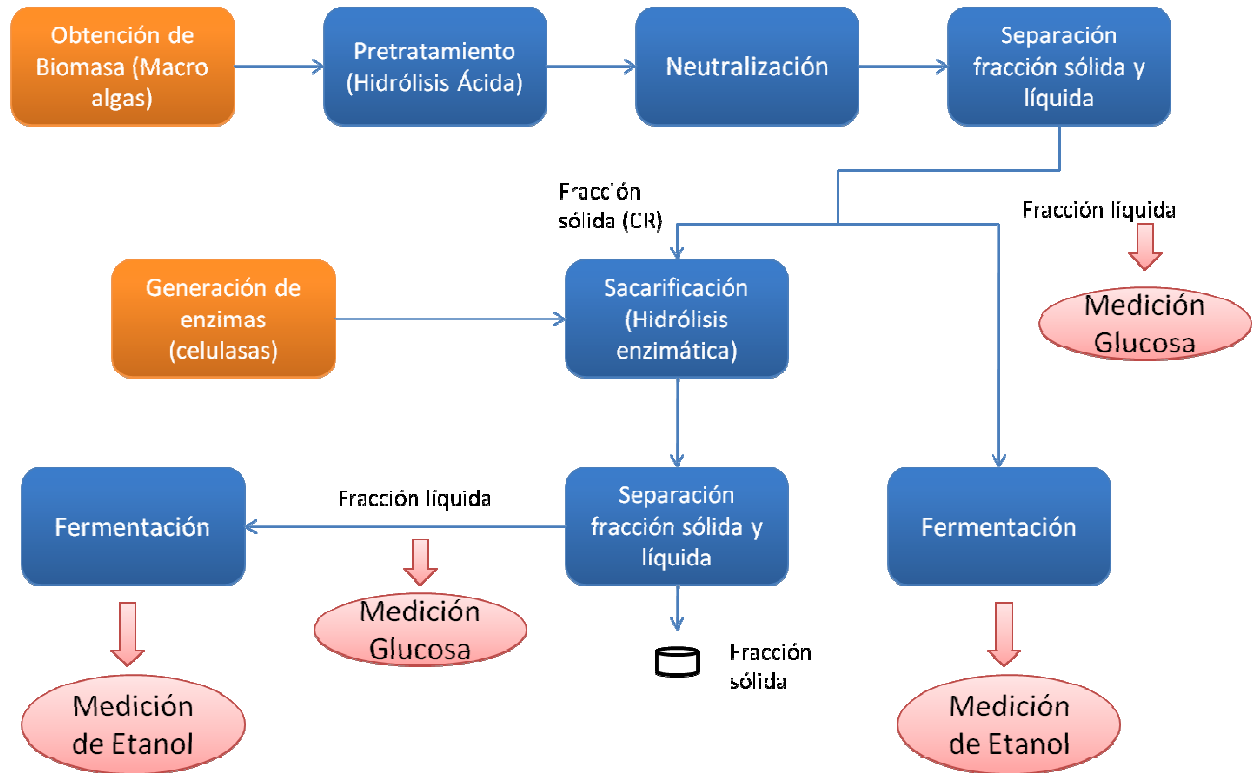 Obtención de
Biomasa (Macro
algas)
Pretratamiento
(Hidrólisis Ácida)
Neutralización
Separación
fracción sólida y
líquida
Fracción
sólida (CR)
Fracción líquida
Medición
Glucosa
Generación de
enzimas
(celulasas)
Sacarificación
(Hidrólisis
enzimática)
Fermentación
Fracción líquida
Separación
fracción sólida y
líquida
Fermentación
Medición
Glucosa
Fracción
sólida
Medición
de Etanol
Medición
de Etanol